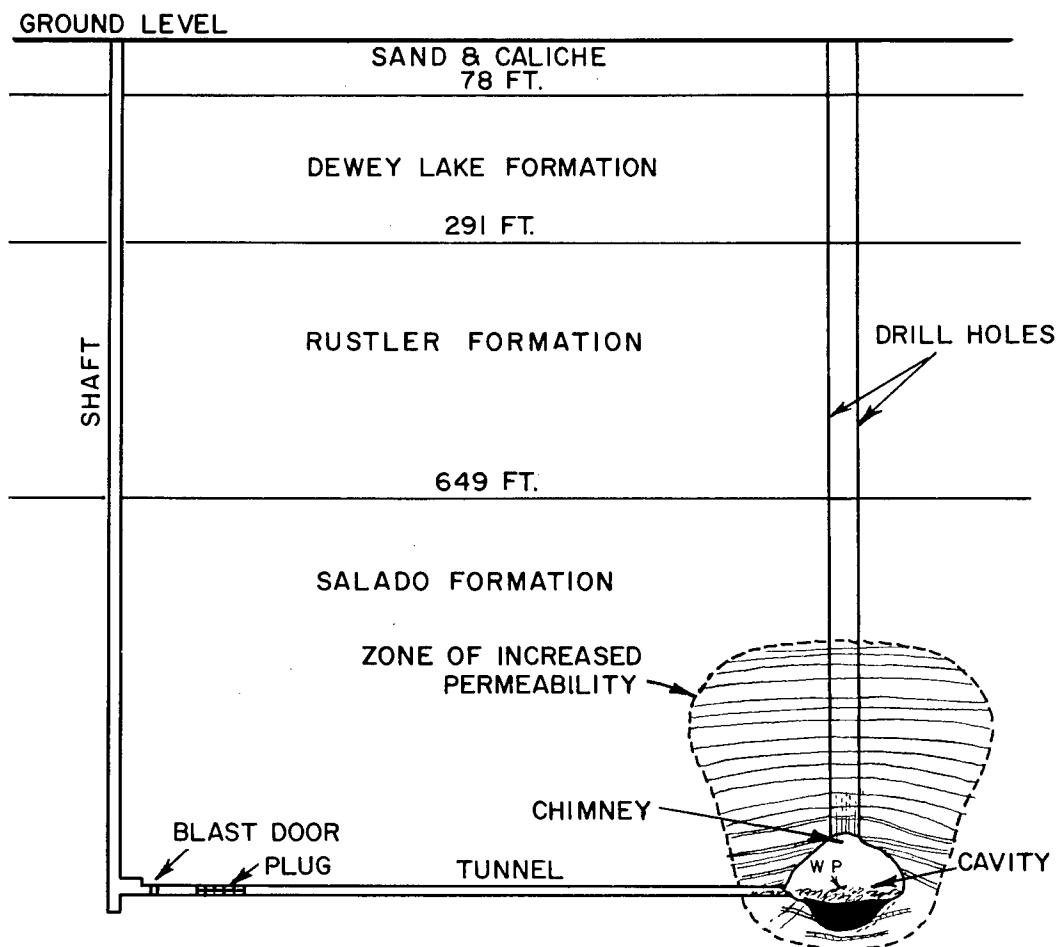 GROUND LEVEL
SAND & CALICHE
78 FT.
DEWEY LAKE FORMATION
291 FT.
RUSTLER FORMATION
DRILL HOLES
SHAFT
649 FT.
SALADO FORMATION
ZONE OF INCREASED
PERMEABILITY
CHIMNEY
BLAST DOOR
PLUG
TUNNEL
WP
CAVITY